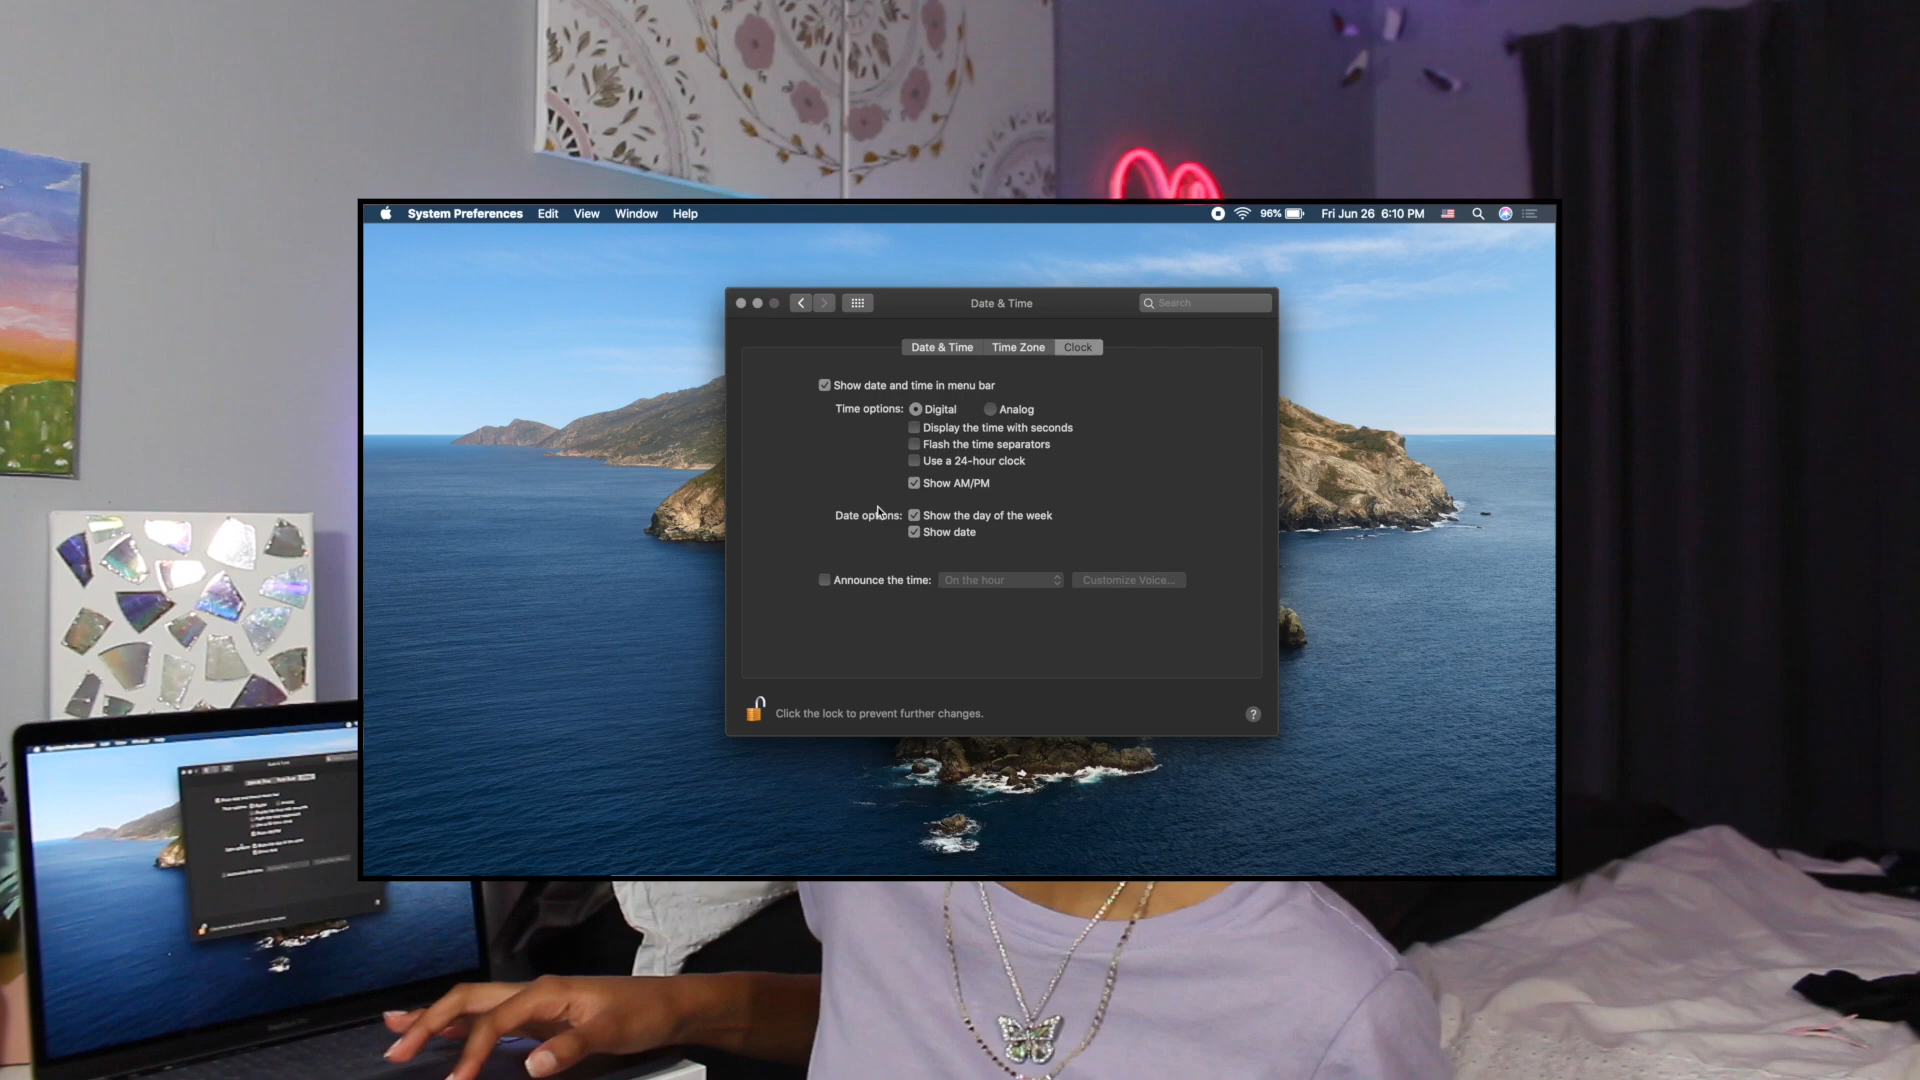 System Preferences Edit View Window Help 96% Fri Jun 26 6:10 PM
Date & Time Search
Date & Time Time Zone Clock
Show date and time in menu bar
Time options: Digital Analog
Display the time with seconds
Flash the time separators
Use a 24-hour clock
Show AM/PM
Date options: Show the day of the week
Show date
Announce the time: On the hour Customize Voice...
Click the lock to prevent further changes. ?